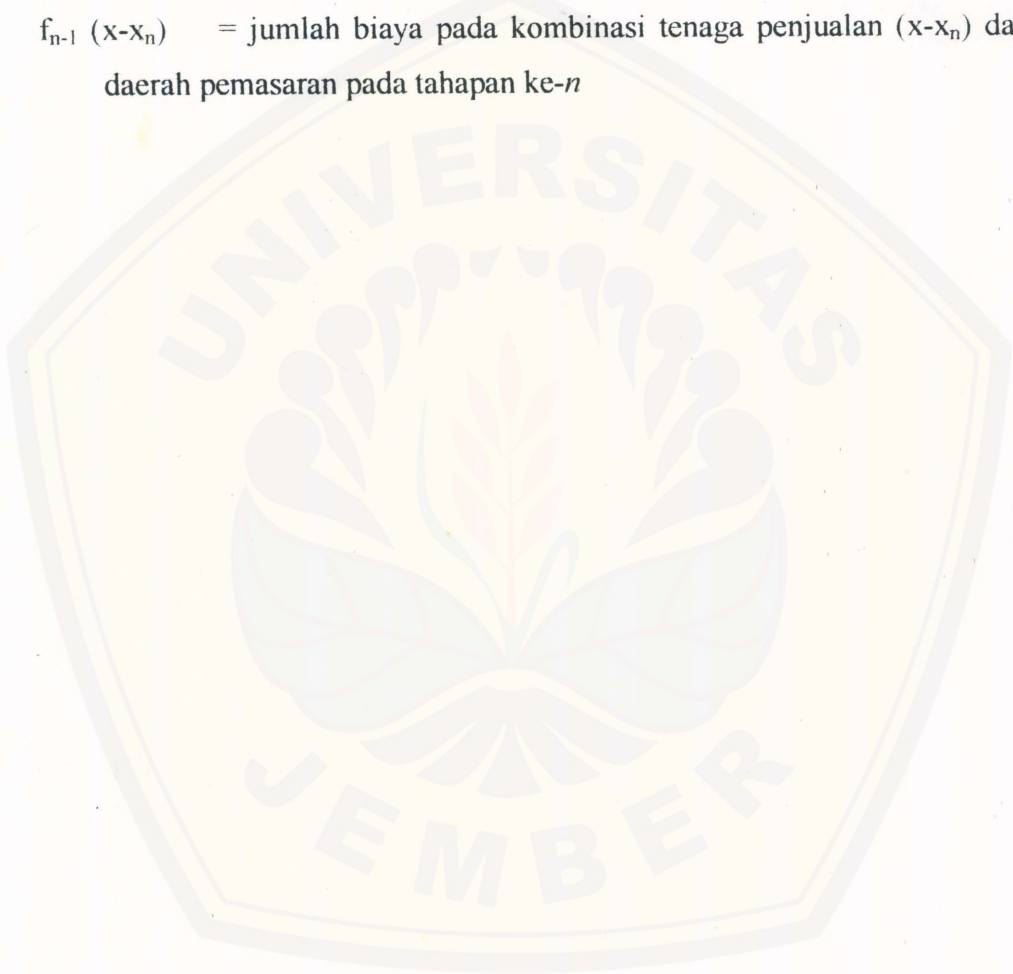 fₙ₋₁ (x-xₙ) = jumlah biaya pada kombinasi tenaga penjualan (x-xₙ) da
daerah pemasaran pada tahapan ke-n
UNIVERSITAS
JEMBER